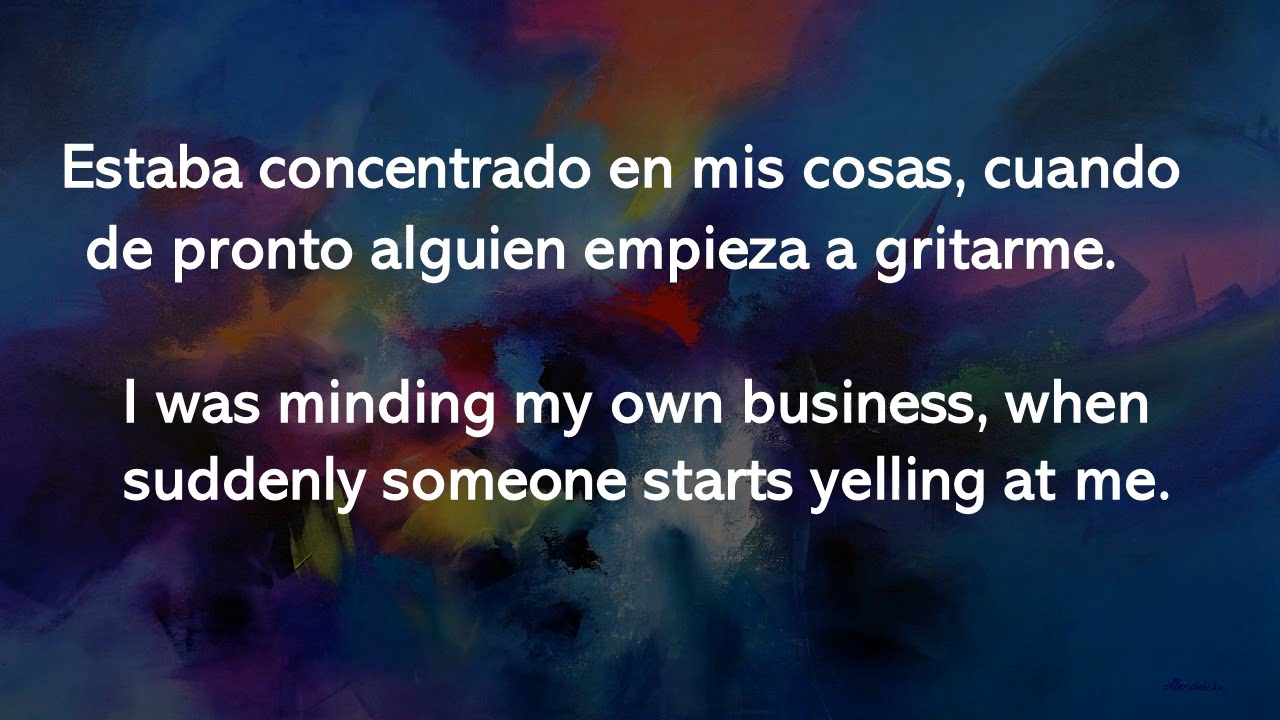 Estaba concentrado en mis cosas, cuando
de pronto alguien empieza a gritarme.
I was minding my own business, when
suddenly someone starts yelling at me.